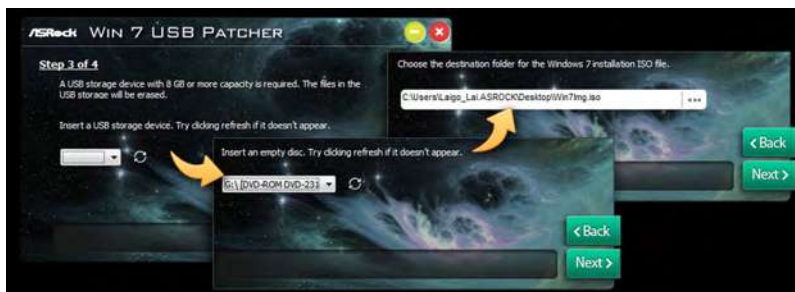 ASRock WIN 7 USB PATCHER
Step 3 of 4
A USB storage device with 8 GB or more capacity is required. The files in the
USB storage will be erased.
Insert a USB storage device. Try clicking refresh if it doesn't appear.
Insert an empty disc. Try clicking refresh if it doesn't appear.
G:\ [DVD-ROM DVD-231
< Back
Next >
Choose the destination folder for the Windows 7 installation ISO file.
C:\Users\Laigo_Lai.ASROCK\Desktop\Win7Img.iso
...
< Back
Next >